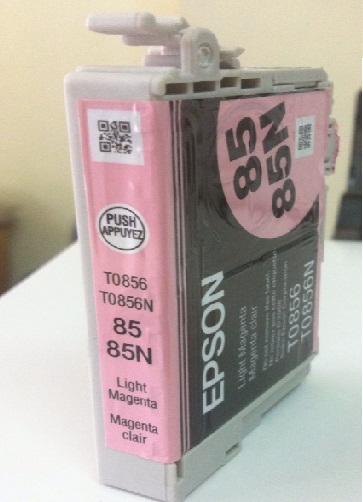 PUSH
APPUYEZ
T0856
T0856N
85
85N
Light
Magenta
Magenta
clair
85
85N
EPSON
Light Magenta
Magenta clair
T0856
T0856N